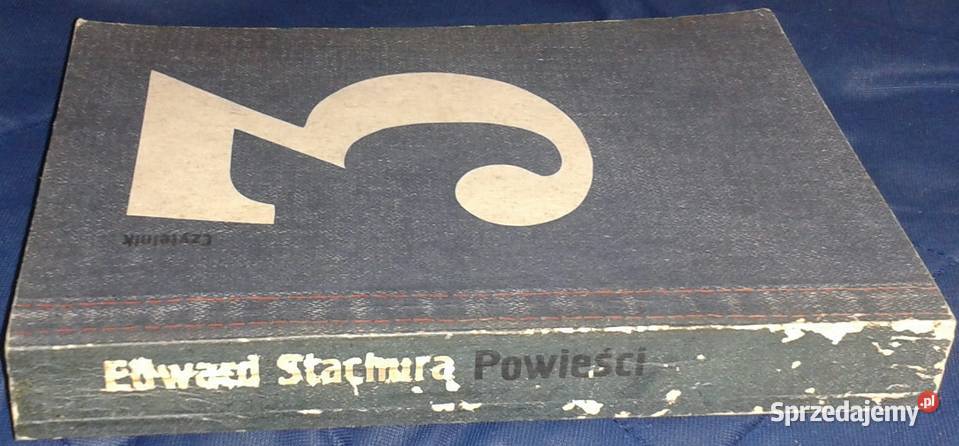 3
Czytelnik
Edward Stachura Powieści
Sprzedajemy.pl